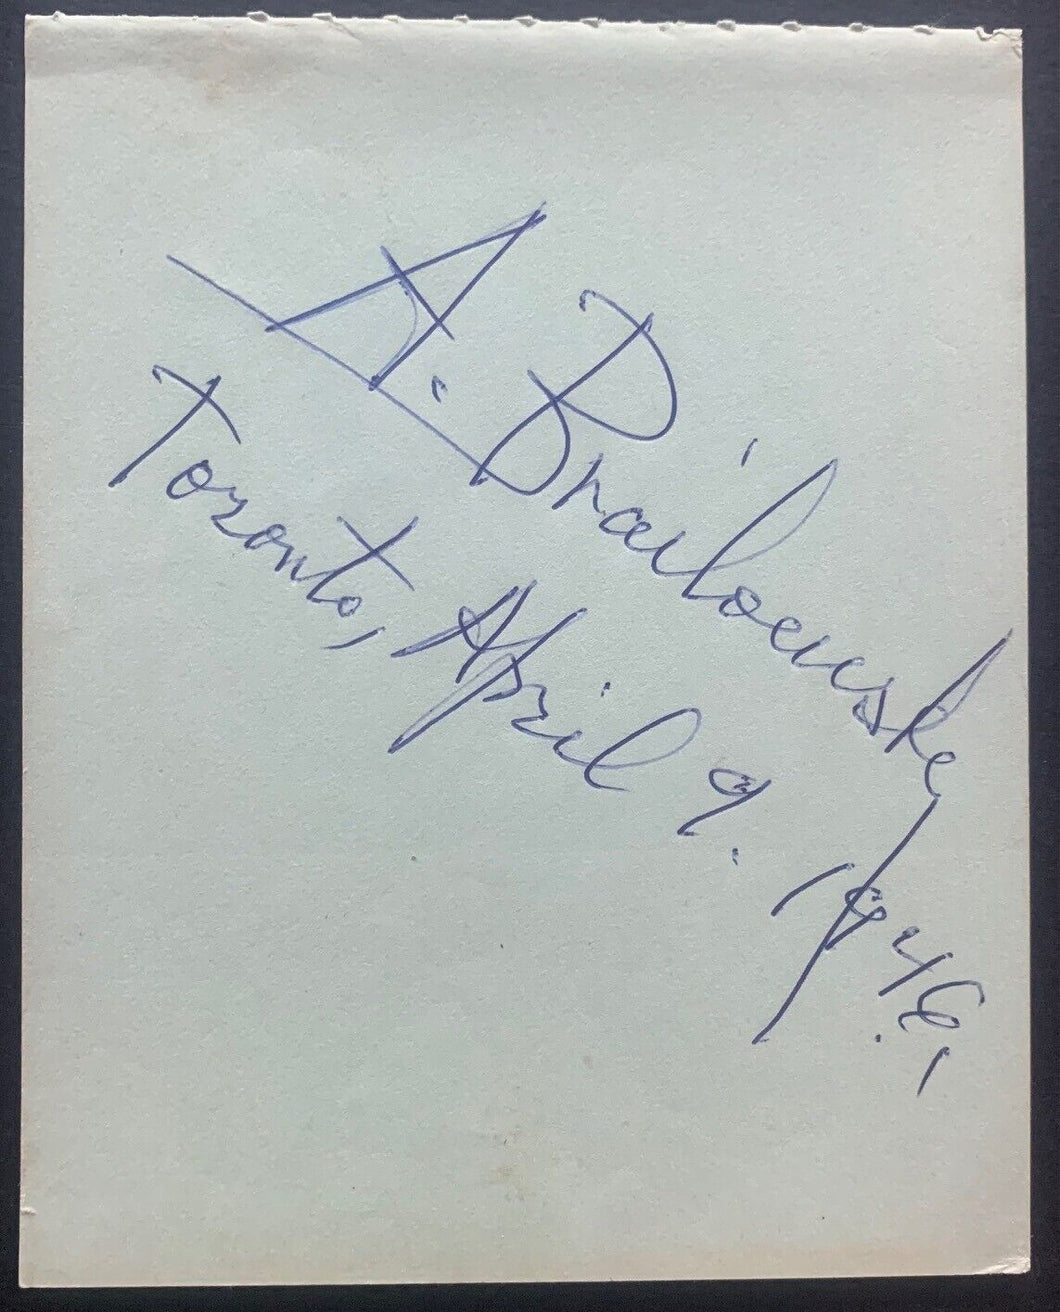 A. Brailowsky
Toronto, April 9. 1946.